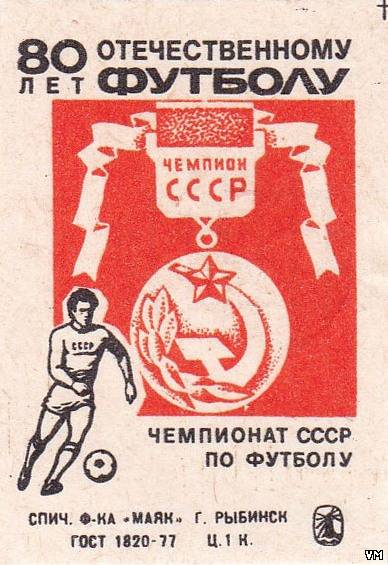 80 ЛЕТ ОТЕЧЕСТВЕННОМУ
ФУТБОЛУ
ЧЕМПИОН
СССР
СССР
ЧЕМПИОНАТ СССР
ПО ФУТБОЛУ
СПИЧ. Ф-КА «МАЯК» Г. РЫБИНСК
ГОСТ 1820-77 Ц. 1 К.
VM